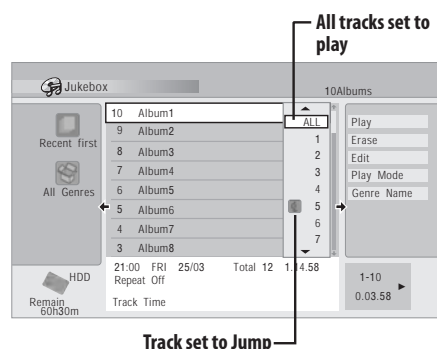 All tracks set to
play
Jukebox
10Albums
Recent first
All Genres
10 Album1
9 Album2
8 Album3
7 Album4
6 Album5
5 Album6
4 Album7
3 Album8
ALL
1
2
3
4
5
6
7
Play
Erase
Edit
Play Mode
Genre Name
21:00 FRI 25/03 Total 12 1.14.58
Repeat Off
Track Time
HDD
Remain
60h30m
1-10
0.03.58
Track set to Jump